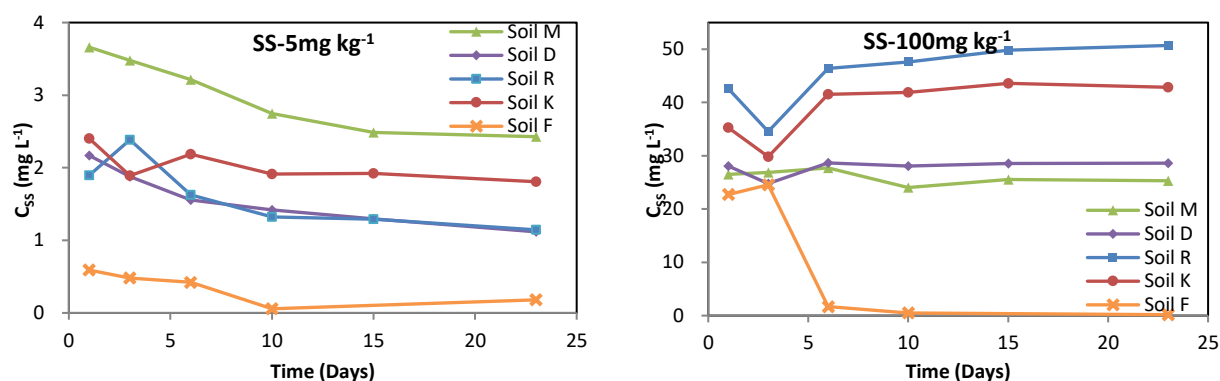 SS-5mg kg⁻¹
Css (mg L⁻¹)
4
3
2
1
0
0 5 10 15 20 25
Time (Days)
Soil M
Soil D
Soil R
Soil K
Soil F
SS-100mg kg⁻¹
Css (mg L⁻¹)
50
40
30
20
10
0
0 5 10 15 20 25
Time (Days)
Soil M
Soil D
Soil R
Soil K
Soil F